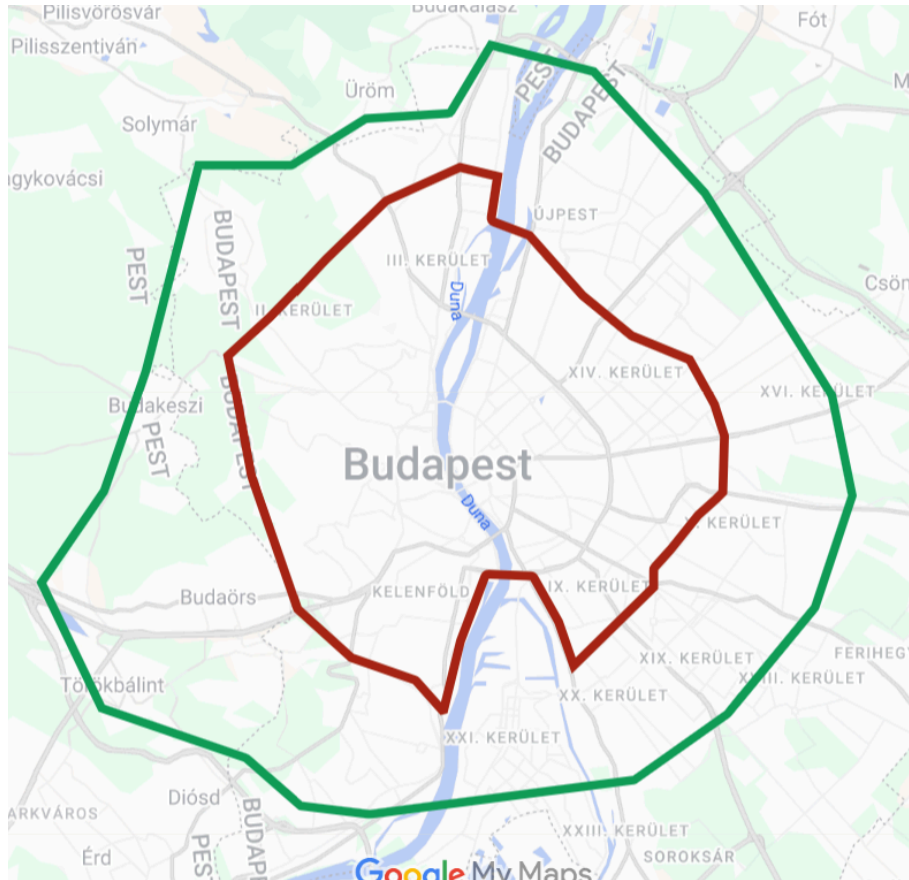 Pilisvörösvár
Budakalász
Fót
Pilisszentiván
Üröm
PEST
BUDAPEST
Solymár
agykovácsi
ÚJPEST
BUDAPEST
PEST
III. KERÜLET
Csöm
Duna
II. KERÜLET
XIV. KERÜLET
XVI. KERÜLET
Budakeszi
BUDAPEST
PEST
Budapest
Duna
X. KERÜLET
KELENFÖLD
IX. KERÜLET
Budaörs
XIX. KERÜLET
FERIHEGY
Törökbálint
XX. KERÜLET
XVIII. KERÜLET
XXI. KERÜLET
Diósd
ARKVÁROS
BUDAP
XXIII. KERÜLET
Érd
PES
SOROKSÁR
Google My Maps